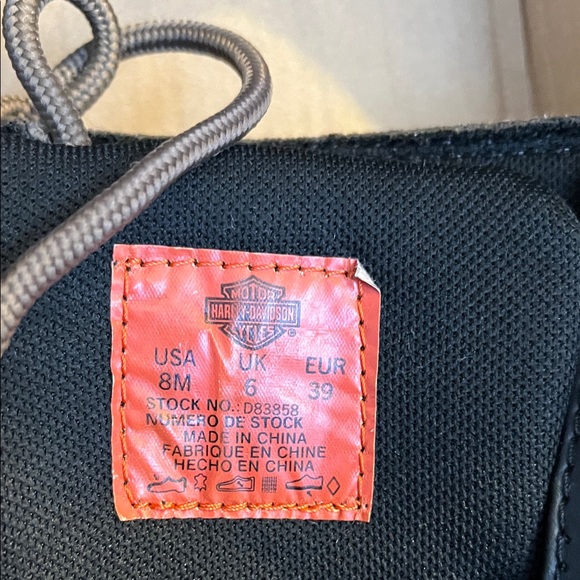 MOTOR
HARLEY-DAVIDSON
CYCLES
©
USA UK EUR
8M 6 39
STOCK NO.: D83858
NUMERO DE STOCK
MADE IN CHINA
FABRIQUE EN CHINE
HECHO EN CHINA